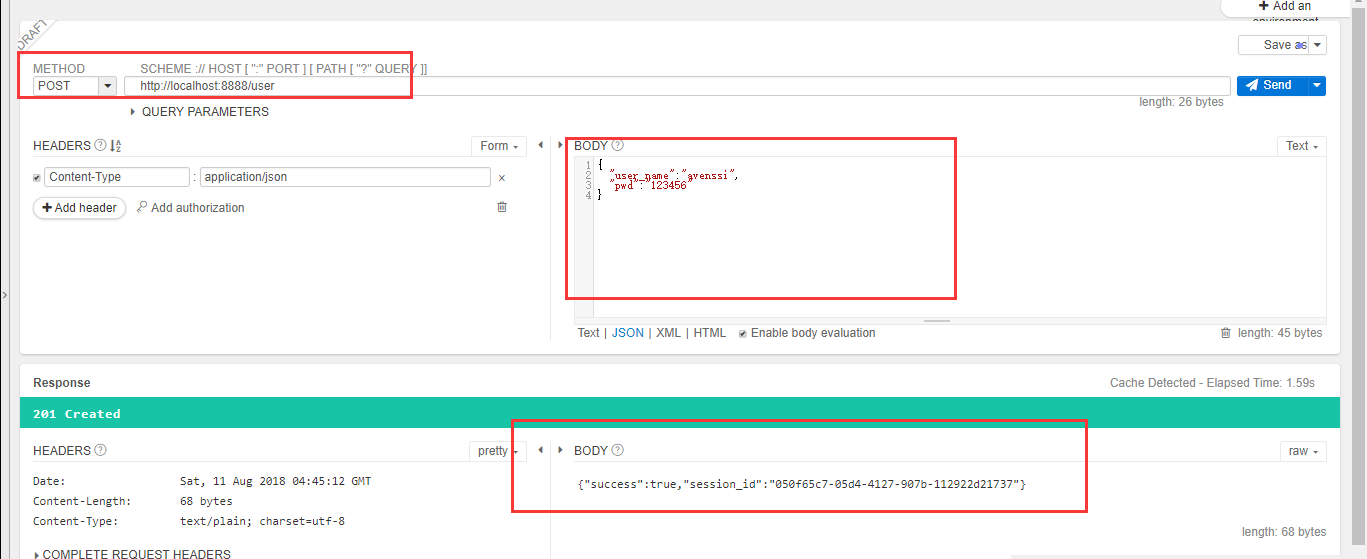 + Add an
environment
DRAFT
Save as
METHOD
SCHEME :// HOST [ ":" PORT ] [ PATH [ "?" QUERY ]]
POST
http://localhost:8888/user
Send
length: 26 bytes
QUERY PARAMETERS
HEADERS ? Form
Content-Type : application/json ×
+ Add header Add authorization
BODY ? Text
1 {
2 "user_name":"avenssi",
3 "pwd":"123456"
4 }
Text | JSON | XML | HTML Enable body evaluation
length: 45 bytes
Response
Cache Detected - Elapsed Time: 1.59s
201 Created
HEADERS ? pretty
Date: Sat, 11 Aug 2018 04:45:12 GMT
Content-Length: 68 bytes
Content-Type: text/plain; charset=utf-8
COMPLETE REQUEST HEADERS
BODY ? raw
{"success":true,"session_id":"050f65c7-05d4-4127-907b-112922d21737"}
length: 68 bytes